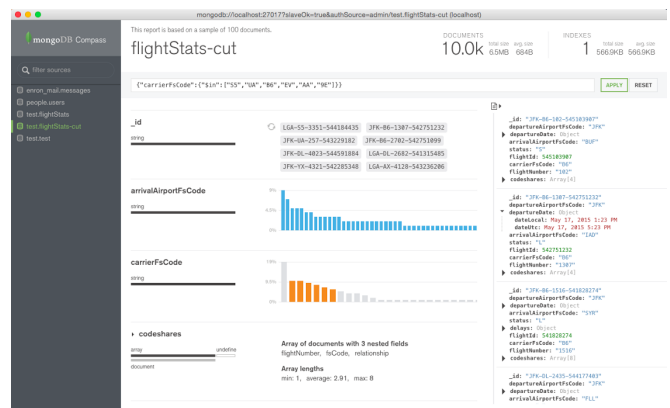 mongodb://localhost:27017?slaveOk=true&authSource=admin/test.flightStats-cut (localhost)
mongoDB Compass
filter sources
enron_mail.messages
people.users
test.flightStats
test.flightStats-cut
test.test
This report is based on a sample of 100 documents.
flightStats-cut
DOCUMENTS
10.0k
total size
6.5MB
avg. size
684B
INDEXES
1
total size
566.9KB
avg. size
566.9KB
{"carrierFsCode":{"$in":["S5","UA","B6","EV","AA","9E"]}}
APPLY
RESET
_id
string
LGA-S5-3351-544184435
JFK-B6-1307-542751232
JFK-UA-257-543229182
JFK-B6-2702-542751099
JFK-DL-4023-544591884
LGA-DL-2682-541315485
JFK-YX-4321-542285348
LGA-AX-4128-543236206
arrivalAirportFsCode
string
4.5%
0%
carrierFsCode
string
0%
codeshares
array
undefine
document
Array of documents with 3 nested fields
flightNumber, fsCode, relationship
Array lengths
min: 1, average: 2.91, max: 8
_id: "JFK-B6-102-545103907"
departureAirportFsCode: "JFK"
departureDate: Object
arrivalAirportFsCode: "BUF"
status: "S"
flightId: 545103907
carrierFsCode: "B6"
flightNumber: "102"
codeshares: Array[4]
_id: "JFK-B6-1307-542751232"
departureAirportFsCode: "JFK"
departureDate: Object
dateLocal: May 17, 2015 1:23 PM
dateUtc: May 17, 2015 5:23 PM
arrivalAirportFsCode: "IAD"
status: "L"
flightId: 542751232
carrierFsCode: "B6"
flightNumber: "1307"
codeshares: Array[4]
_id: "JFK-B6-1516-541828274"
departureAirportFsCode: "JFK"
departureDate: Object
arrivalAirportFsCode: "SYR"
status: "L"
delays: Object
flightId: 541828274
carrierFsCode: "B6"
flightNumber: "1516"
codeshares: Array[8]
_id: "JFK-DL-2435-544177403"
departureAirportFsCode: "JFK"
departureDate: Object
arrivalAirportFsCode: "FLL"